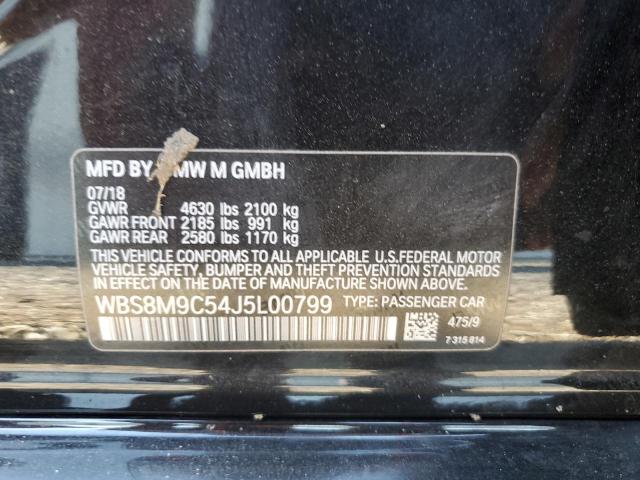 MFD BY MW M GMBH
07/18
GVWR 4630 lbs 2100 kg
GAWR FRONT 2185 lbs 991 kg
GAWR REAR 2580 lbs 1170 kg
THIS VEHICLE CONFORMS TO ALL APPLICABLE U.S.FEDERAL MOTOR
VEHICLE SAFETY, BUMPER AND THEFT PREVENTION STANDARDS
IN EFFECT ON THE DATE OF MANUFACTURE SHOWN ABOVE.
WBS8M9C54J5L00799 TYPE: PASSENGER CAR
475/9
7 315 814